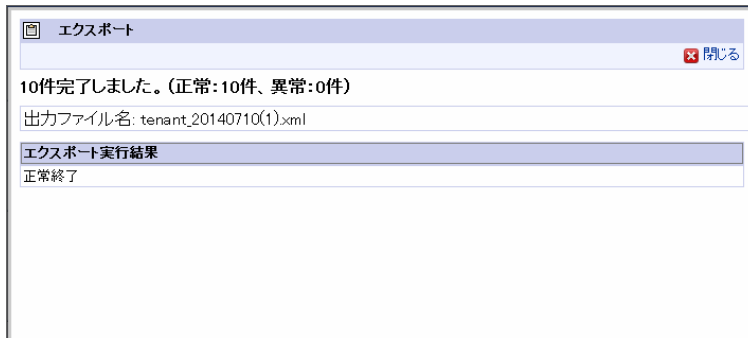 エクスポート
閉じる
10件完了しました。(正常:10件、異常:0件)
出力ファイル名: tenant_20140710(1).xml
エクスポート実行結果
正常終了